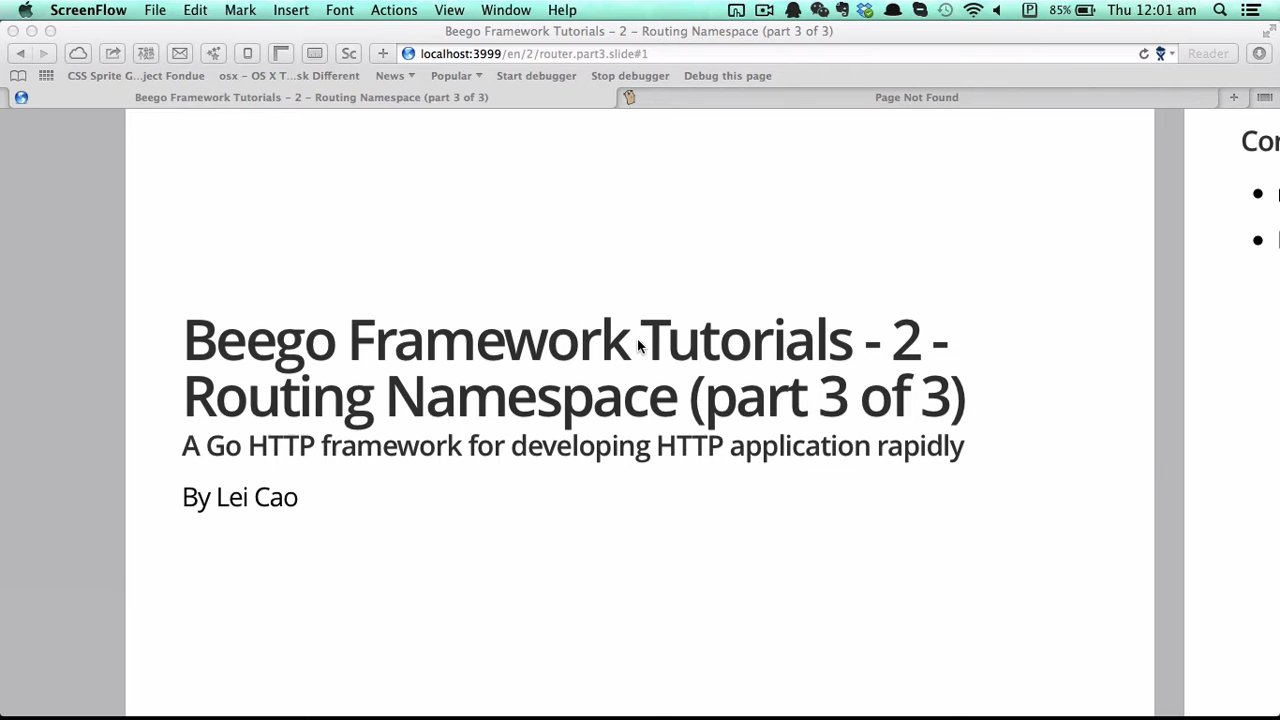 ScreenFlow File Edit Mark Insert Font Actions View Window Help 85% Thu 12:01 am
Beego Framework Tutorials - 2 - Routing Namespace (part 3 of 3)
Sc localhost:3999/en/2/router.part3.slide#1 Reader
CSS Sprite G...ject Fondue osx - OS X T...sk Different News Popular Start debugger Stop debugger Debug this page
Beego Framework Tutorials - 2 - Routing Namespace (part 3 of 3) Page Not Found
Beego Framework Tutorials - 2 -
Routing Namespace (part 3 of 3)
A Go HTTP framework for developing HTTP application rapidly
By Lei Cao